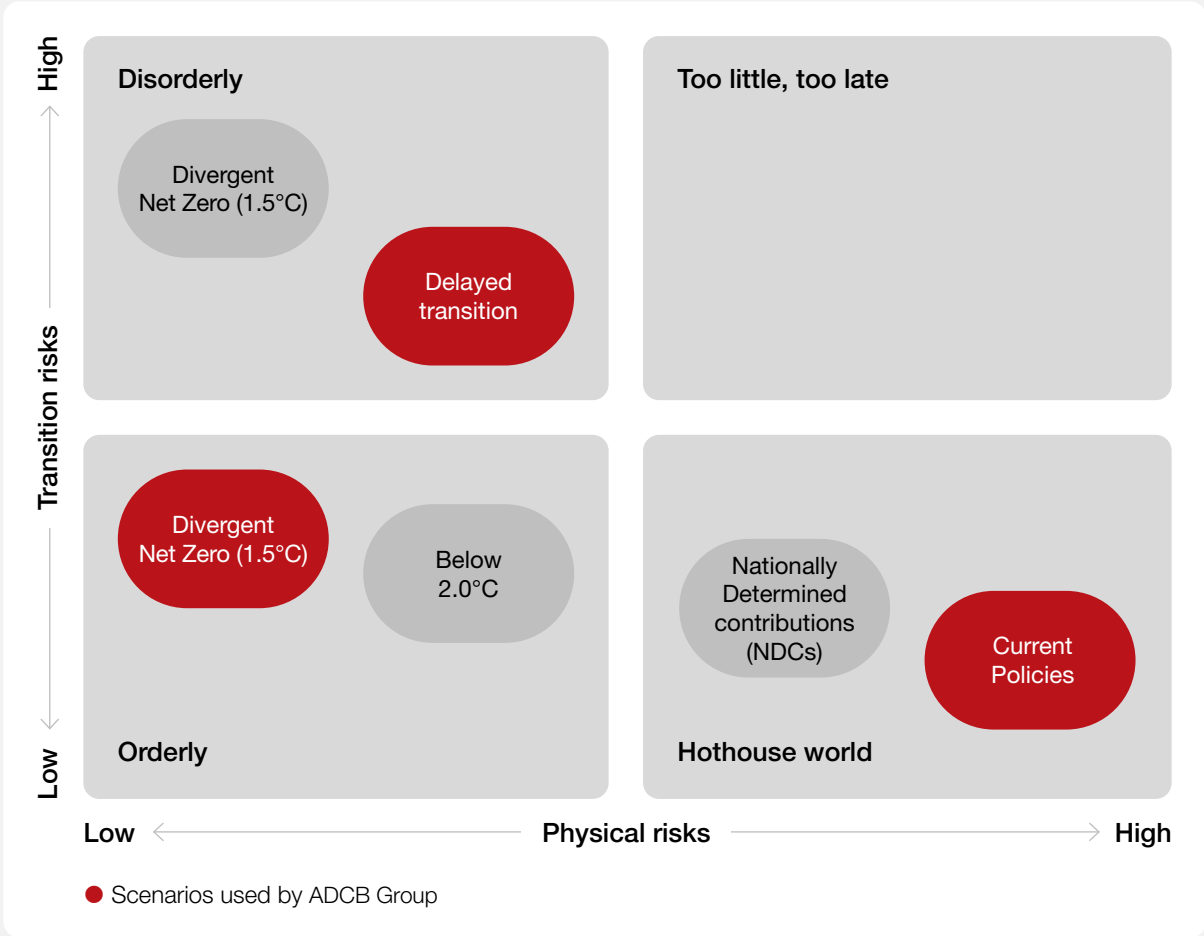 High
Transition risks
Low
Disorderly
Divergent
Net Zero (1.5°C)
Delayed
transition
Too little, too late
Divergent
Net Zero (1.5°C)
Below
2.0°C
Orderly
Nationally
Determined
contributions
(NDCs)
Current
Policies
Hothouse world
Low
Physical risks
High
Scenarios used by ADCB Group